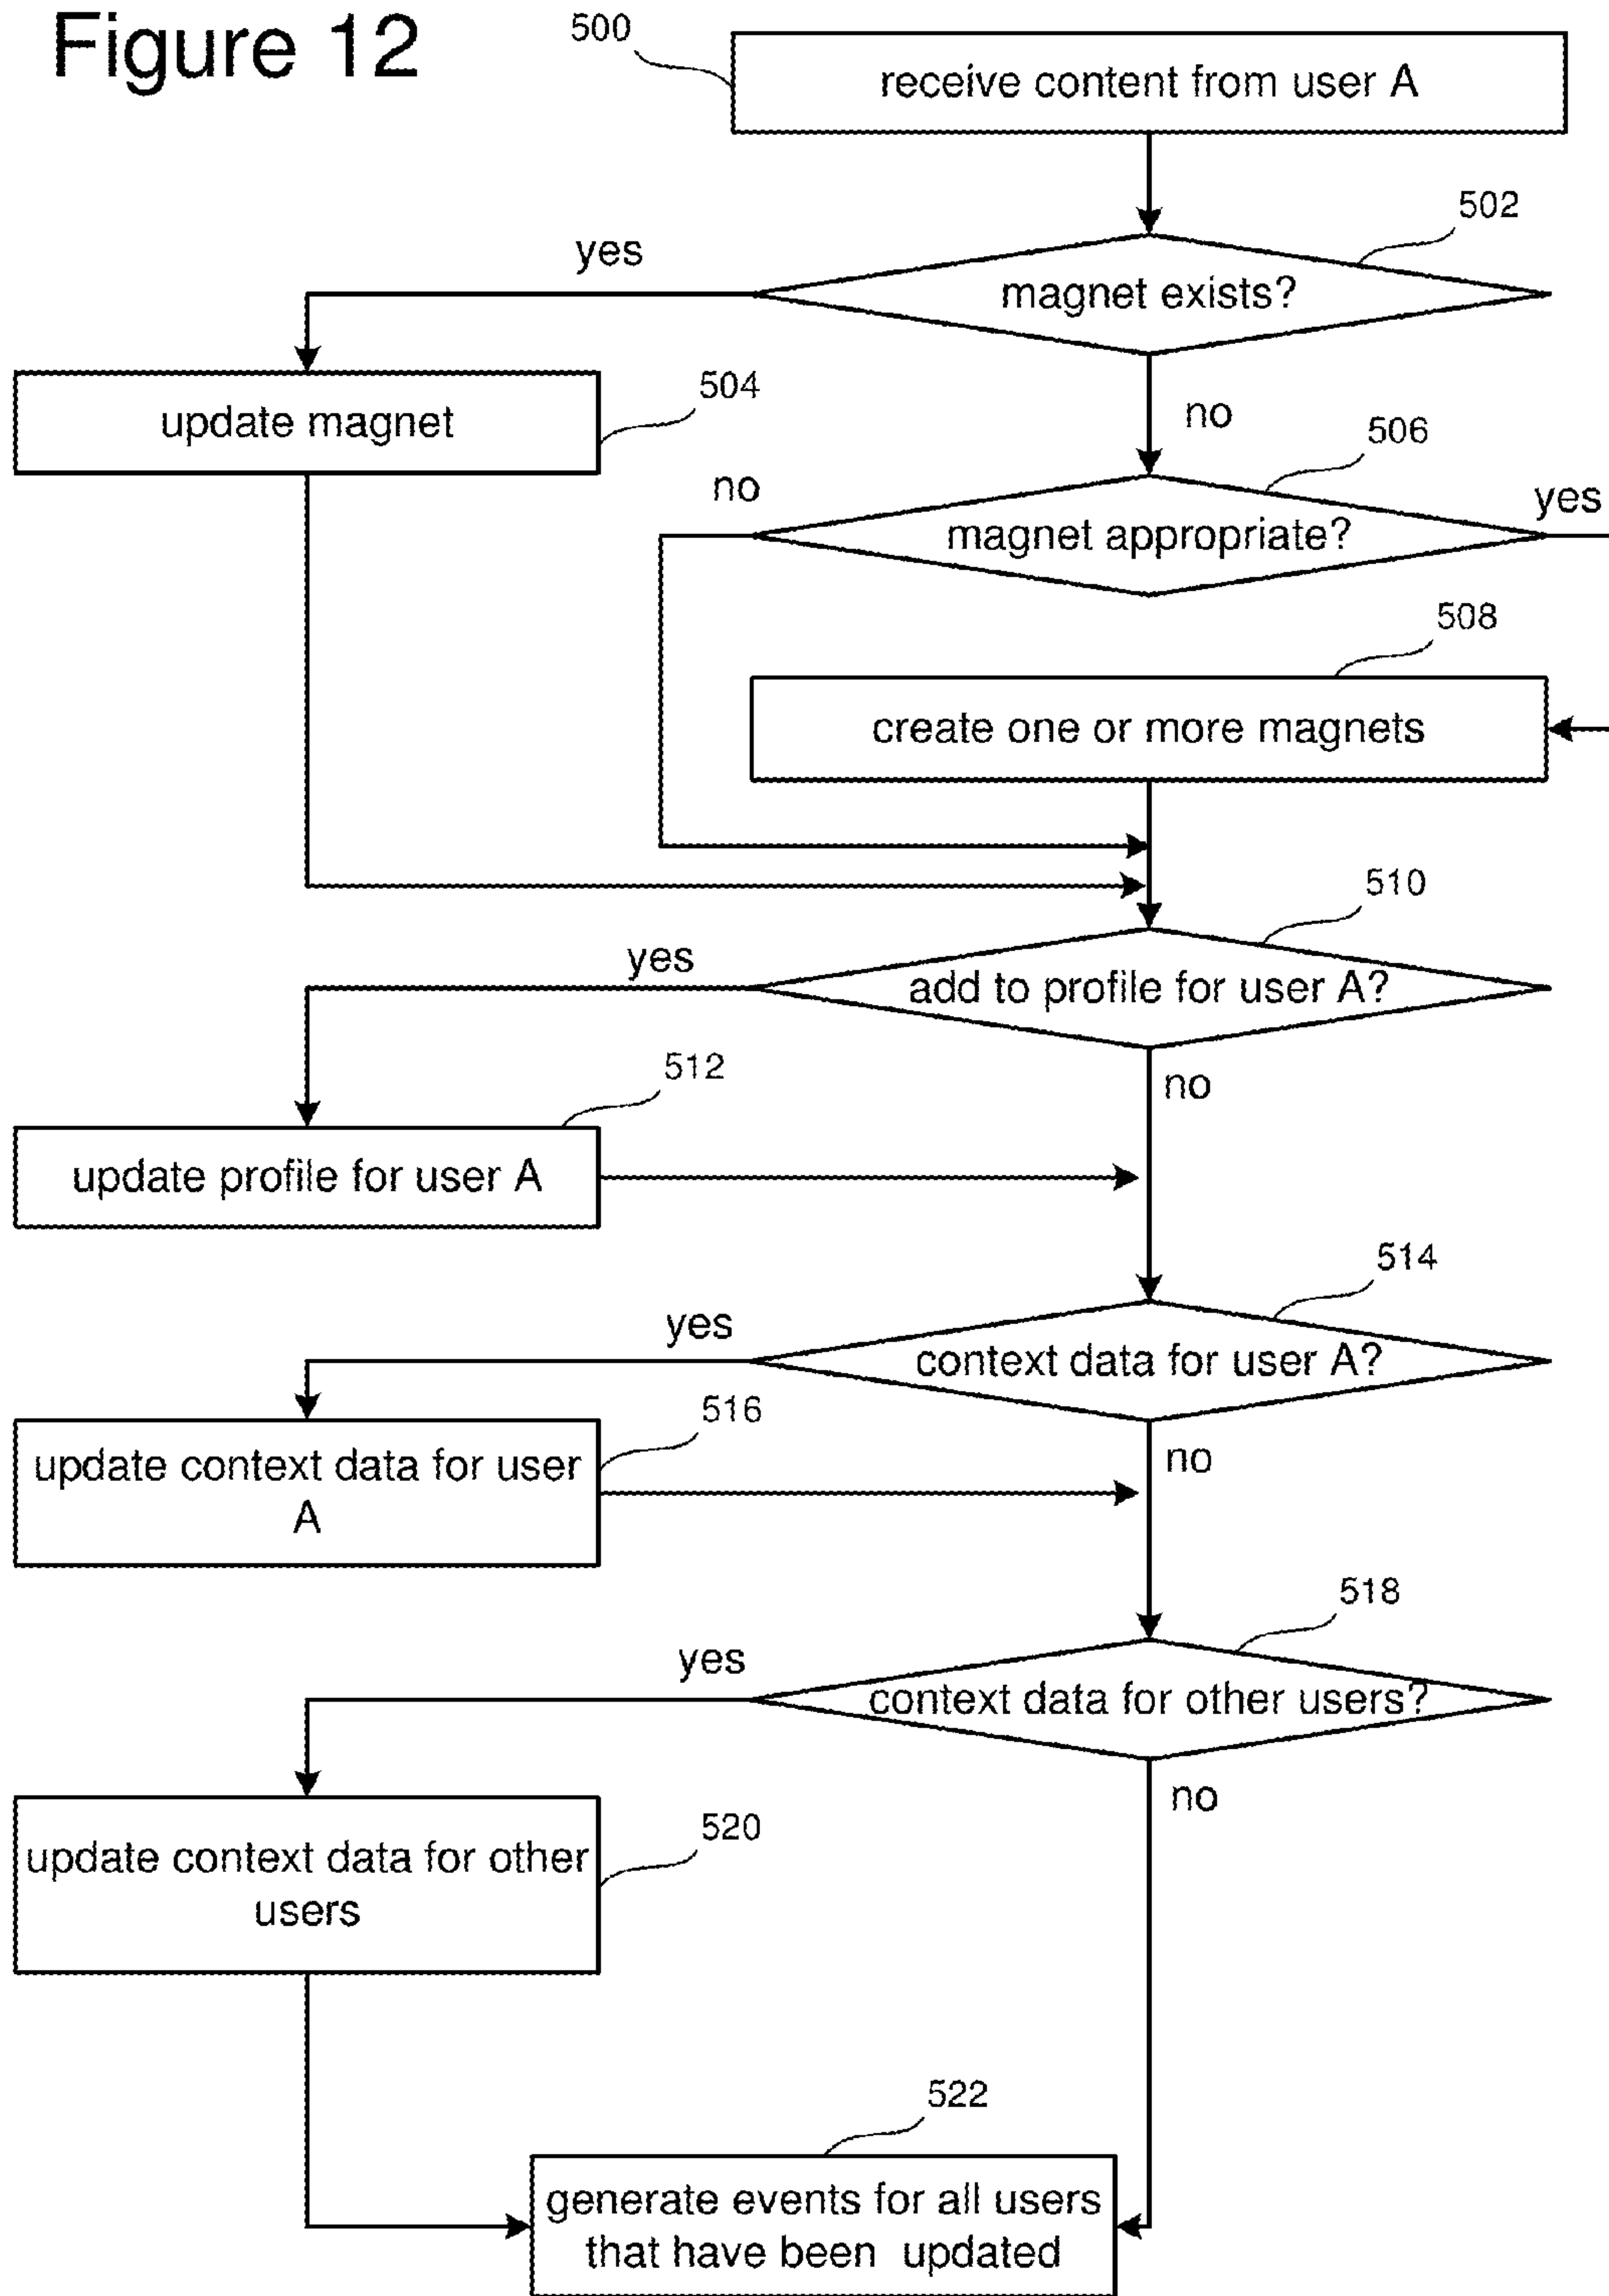 Figure 12
500
receive content from user A
502
yes
magnet exists?
504
update magnet
no
506
no
yes
magnet appropriate?
508
create one or more magnets
510
yes
add to profile for user A?
512
no
update profile for user A
514
yes
context data for user A?
516
no
update context data for user
A
518
yes
context data for other users?
no
520
update context data for other
users
522
generate events for all users
that have been updated